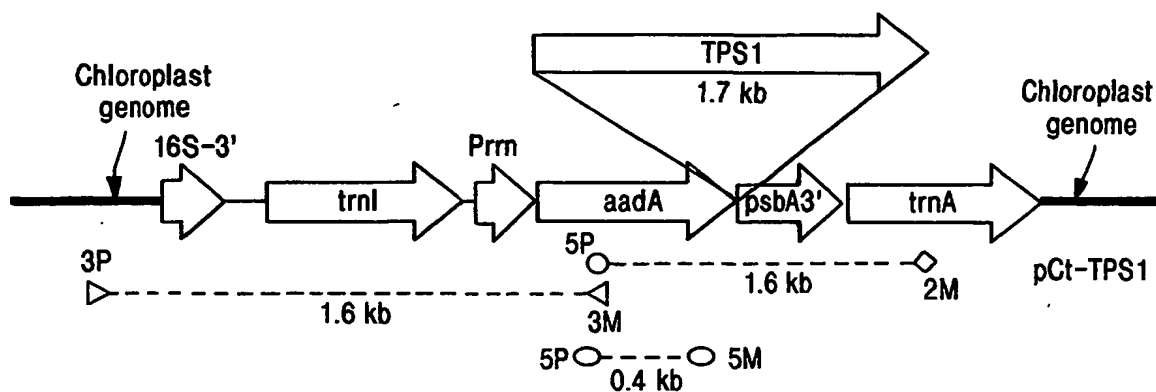 TPS1
1.7 kb
Chloroplast
genome
Chloroplast
genome
16S-3'
Prrn
trnI
aadA
psbA3'
trnA
3P
5P
1.6 kb
2M
pCt-TPS1
1.6 kb
3M
5P
5M
0.4 kb